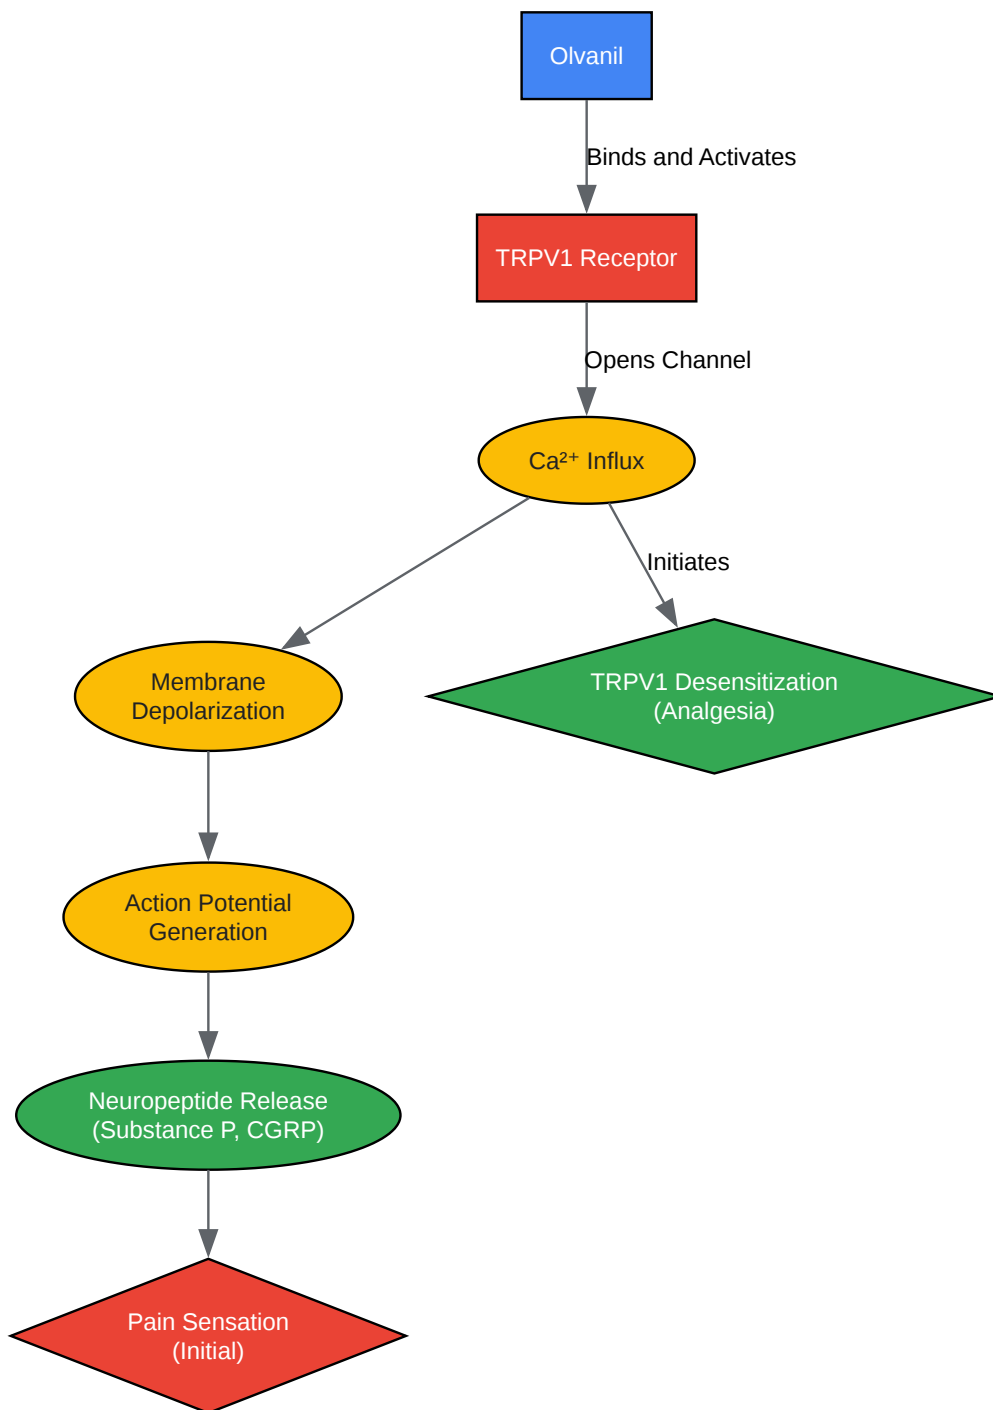 Olvanil
Binds and Activates
TRPV1 Receptor
Opens Channel
Ca²⁺ Influx
Initiates
Membrane
Depolarization
TRPV1 Desensitization
(Analgesia)
Action Potential
Generation
Neuropeptide Release
(Substance P, CGRP)
Pain Sensation
(Initial)